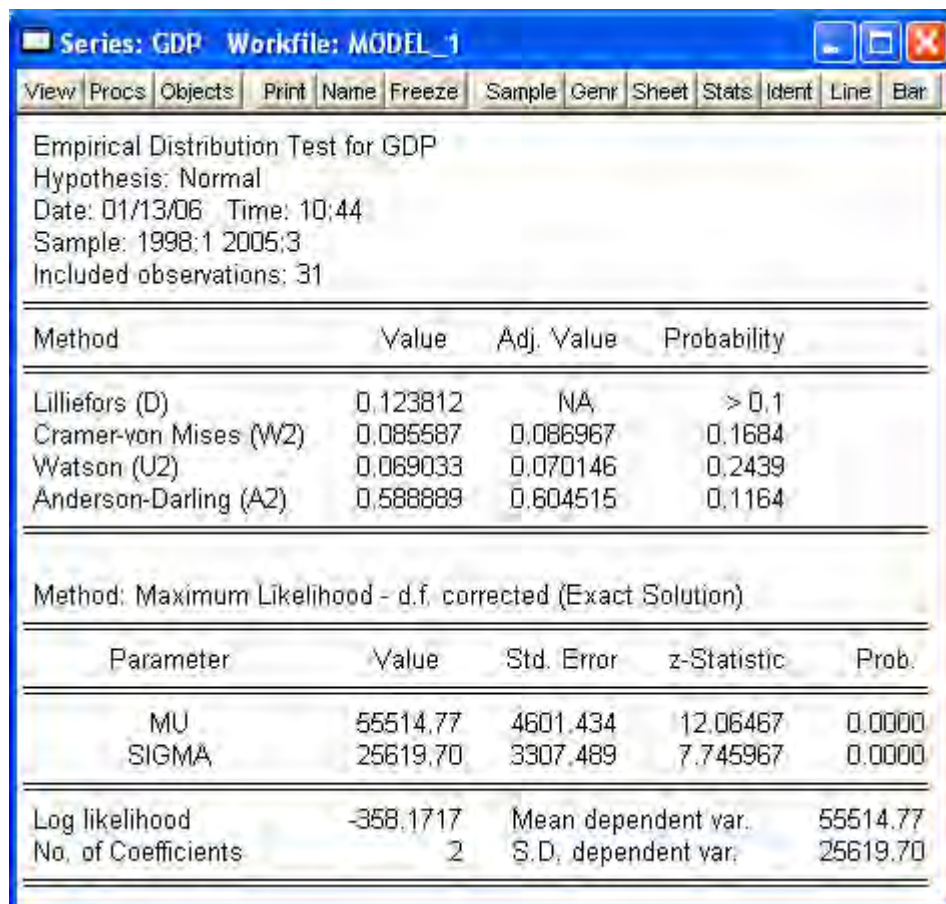 Series: GDP Workfile: MODEL_1
View Procs Objects Print Name Freeze Sample Genr Sheet Stats Ident Line Bar
Empirical Distribution Test for GDP
Hypothesis: Normal
Date: 01/13/06 Time: 10:44
Sample: 1998:1 2005:3
Included observations: 31
Method Value Adj. Value Probability
Lilliefors (D) 0.123812 NA > 0.1
Cramer-von Mises (W2) 0.085587 0.086967 0.1684
Watson (U2) 0.069033 0.070146 0.2439
Anderson-Darling (A2) 0.588889 0.604515 0.1164
Method: Maximum Likelihood - d.f. corrected (Exact Solution)
Parameter Value Std. Error z-Statistic Prob.
MU 55514.77 4601.434 12.06467 0.0000
SIGMA 25619.70 3307.489 7.745967 0.0000
Log likelihood -358.1717 Mean dependent var. 55514.77
No. of Coefficients 2 S.D. dependent var. 25619.70